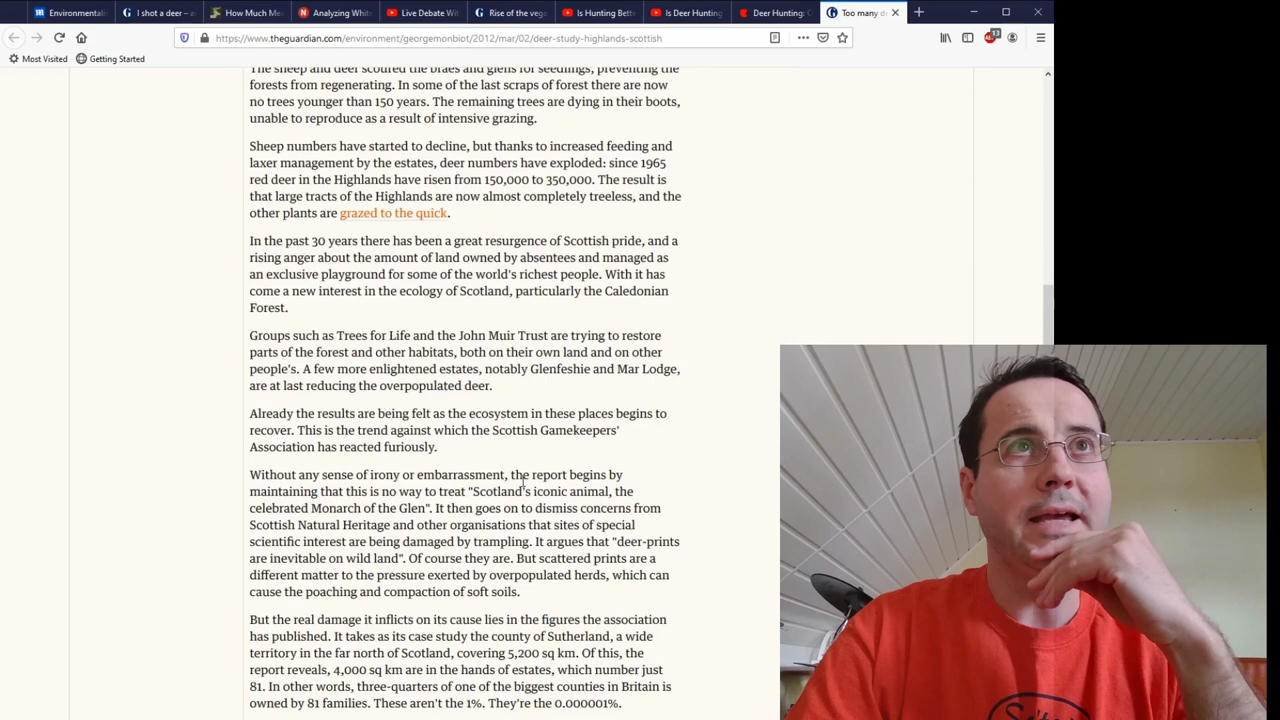 Environmentalis
I shot a deer – a
How Much Me
Analyzing White
Live Debate Wit
Rise of the vega
Is Hunting Bett
Is Deer Hunting
Deer Hunting: C
Too many de
https://www.theguardian.com/environment/georgemonbiot/2012/mar/02/deer-study-highlands-scottish
13
Most Visited
Getting Started
The sheep and deer scoured the braes and glens for seedlings, preventing the
forests from regenerating. In some of the last scraps of forest there are now
no trees younger than 150 years. The remaining trees are dying in their boots,
unable to reproduce as a result of intensive grazing.
Sheep numbers have started to decline, but thanks to increased feeding and
laxer management by the estates, deer numbers have exploded: since 1965
red deer in the Highlands have risen from 150,000 to 350,000. The result is
that large tracts of the Highlands are now almost completely treeless, and the
other plants are grazed to the quick.
In the past 30 years there has been a great resurgence of Scottish pride, and a
rising anger about the amount of land owned by absentees and managed as
an exclusive playground for some of the world's richest people. With it has
come a new interest in the ecology of Scotland, particularly the Caledonian
Forest.
Groups such as Trees for Life and the John Muir Trust are trying to restore
parts of the forest and other habitats, both on their own land and on other
people's. A few more enlightened estates, notably Glenfeshie and Mar Lodge,
are at last reducing the overpopulated deer.
Already the results are being felt as the ecosystem in these places begins to
recover. This is the trend against which the Scottish Gamekeepers'
Association has reacted furiously.
Without any sense of irony or embarrassment, the report begins by
maintaining that this is no way to treat "Scotland's iconic animal, the
celebrated Monarch of the Glen". It then goes on to dismiss concerns from
Scottish Natural Heritage and other organisations that sites of special
scientific interest are being damaged by trampling. It argues that "deer-prints
are inevitable on wild land". Of course they are. But scattered prints are a
different matter to the pressure exerted by overpopulated herds, which can
cause the poaching and compaction of soft soils.
But the real damage it inflicts on its cause lies in the figures the association
has published. It takes as its case study the county of Sutherland, a wide
territory in the far north of Scotland, covering 5,200 sq km. Of this, the
report reveals, 4,000 sq km are in the hands of estates, which number just
81. In other words, three-quarters of one of the biggest counties in Britain is
owned by 81 families. These aren't the 1%. They're the 0.000001%.